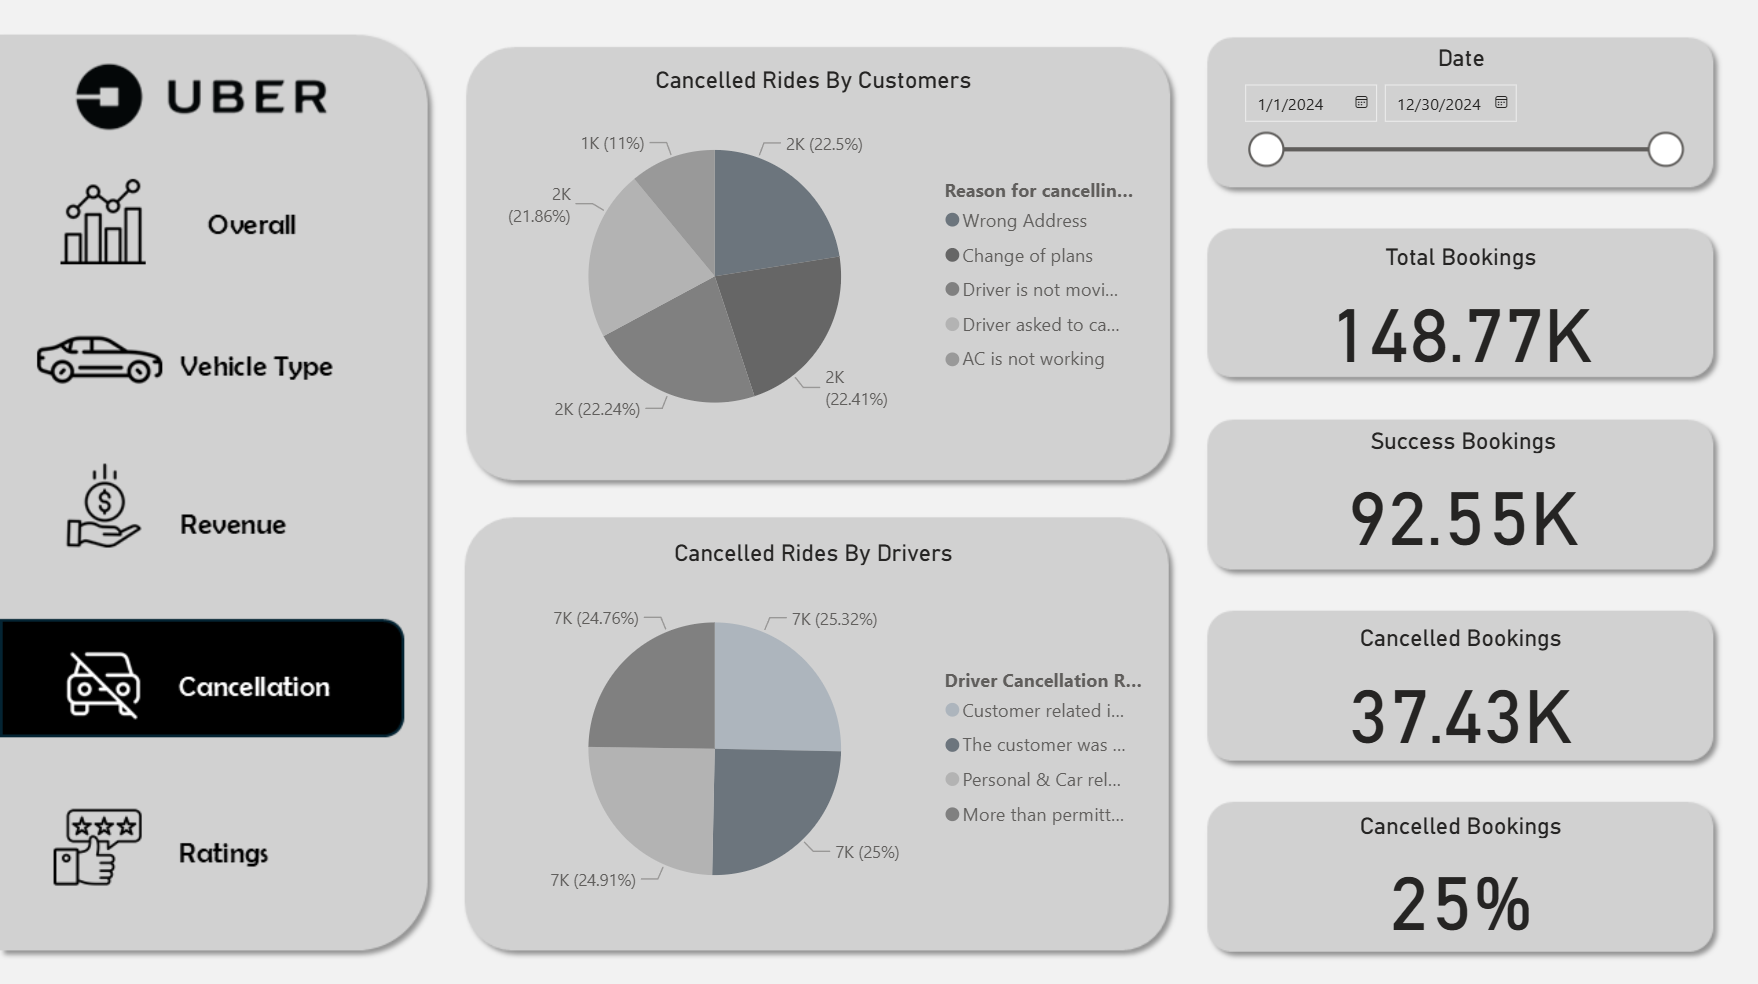 UBER
Overall
Vehicle Type
Revenue
Cancellation
Ratings
Cancelled Rides By Customers
1K (11%)
2K (22.5%)
2K
(21.86%)
2K (22.24%)
2K
(22.41%)
Reason for cancellin...
Wrong Address
Change of plans
Driver is not movi...
Driver asked to ca...
AC is not working
Cancelled Rides By Drivers
7K (24.76%)
7K (25.32%)
7K (24.91%)
7K (25%)
Driver Cancellation R...
Customer related i...
The customer was ...
Personal & Car rel...
More than permitt...
Date
1/1/2024
12/30/2024
Total Bookings
148.77K
Success Bookings
92.55K
Cancelled Bookings
37.43K
Cancelled Bookings
25%